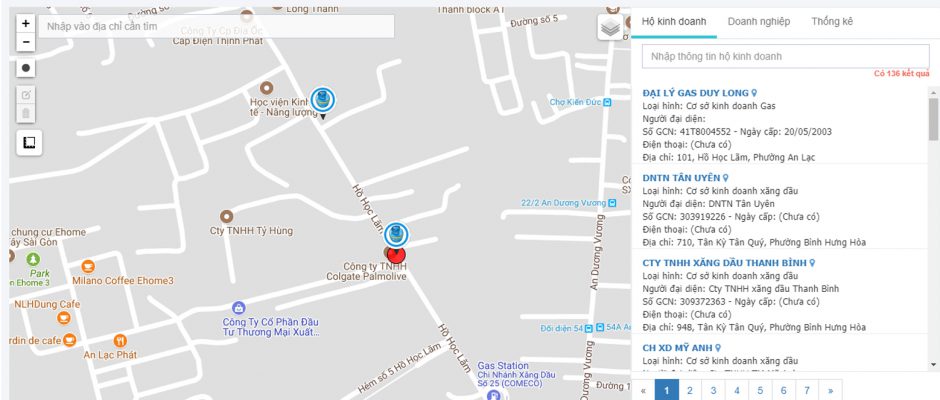 Long Thành
Thành block A1
Đường số 5
Nhập vào địa chỉ cần tìm
Công Ty Cp Địa Ốc
Cáp Điện Thịnh Phát
Học viện Kinh
tế - Năng lượng
Chợ Kiến Đức
Hồ Học Lãm
22/2 An Dương Vương
An Dương Vương
Cty TNHH Tý Hùng
chung cư Ehome
Tây Sài Gòn
Park
Ehome 3
Milano Coffee Ehome3
Công ty TNHH
Colgate Palmolive
NLHDung Cafe
Công Ty Cổ Phần Đầu
Tư Thương Mại Xuất...
Đối diện 54
54A An
Dương Vương
rdin de cafe
An Lạc Phát
Hồ Học Lãm
Hẻm số 5 Hồ Học Lãm
Gas Station
Chi Nhánh Xăng Dầu
Số 25 (COMECO)
Đường 1
Hộ kinh doanh
Doanh nghiệp
Thống kê
Nhập thông tin hộ kinh doanh
Có 136 kết quả
ĐẠI LÝ GAS DUY LONG
Loại hình: Cơ sở kinh doanh Gas
Người đại diện:
Số GCN: 41T8004552 - Ngày cấp: 20/05/2003
Điện thoại: (Chưa có)
Địa chỉ: 101, Hồ Học Lãm, Phường An Lạc
DNTN TÂN UYÊN
Loại hình: Cơ sở kinh doanh xăng dầu
Người đại diện: DNTN Tân Uyên
Số GCN: 303919226 - Ngày cấp: (Chưa có)
Điện thoại: (Chưa có)
Địa chỉ: 710, Tân Kỳ Tân Quý, Phường Bình Hưng Hòa
CTY TNHH XĂNG DẦU THANH BÌNH
Loại hình: Cơ sở kinh doanh xăng dầu
Người đại diện: Cty TNHH xăng dầu Thanh Bình
Số GCN: 309372363 - Ngày cấp: (Chưa có)
Điện thoại: (Chưa có)
Địa chỉ: 948, Tân Kỳ Tân Quý, Phường Bình Hưng Hòa
CH XD MỸ ANH
Loại hình: Cơ sở kinh doanh xăng dầu
« 1 2 3 4 5 6 7 »